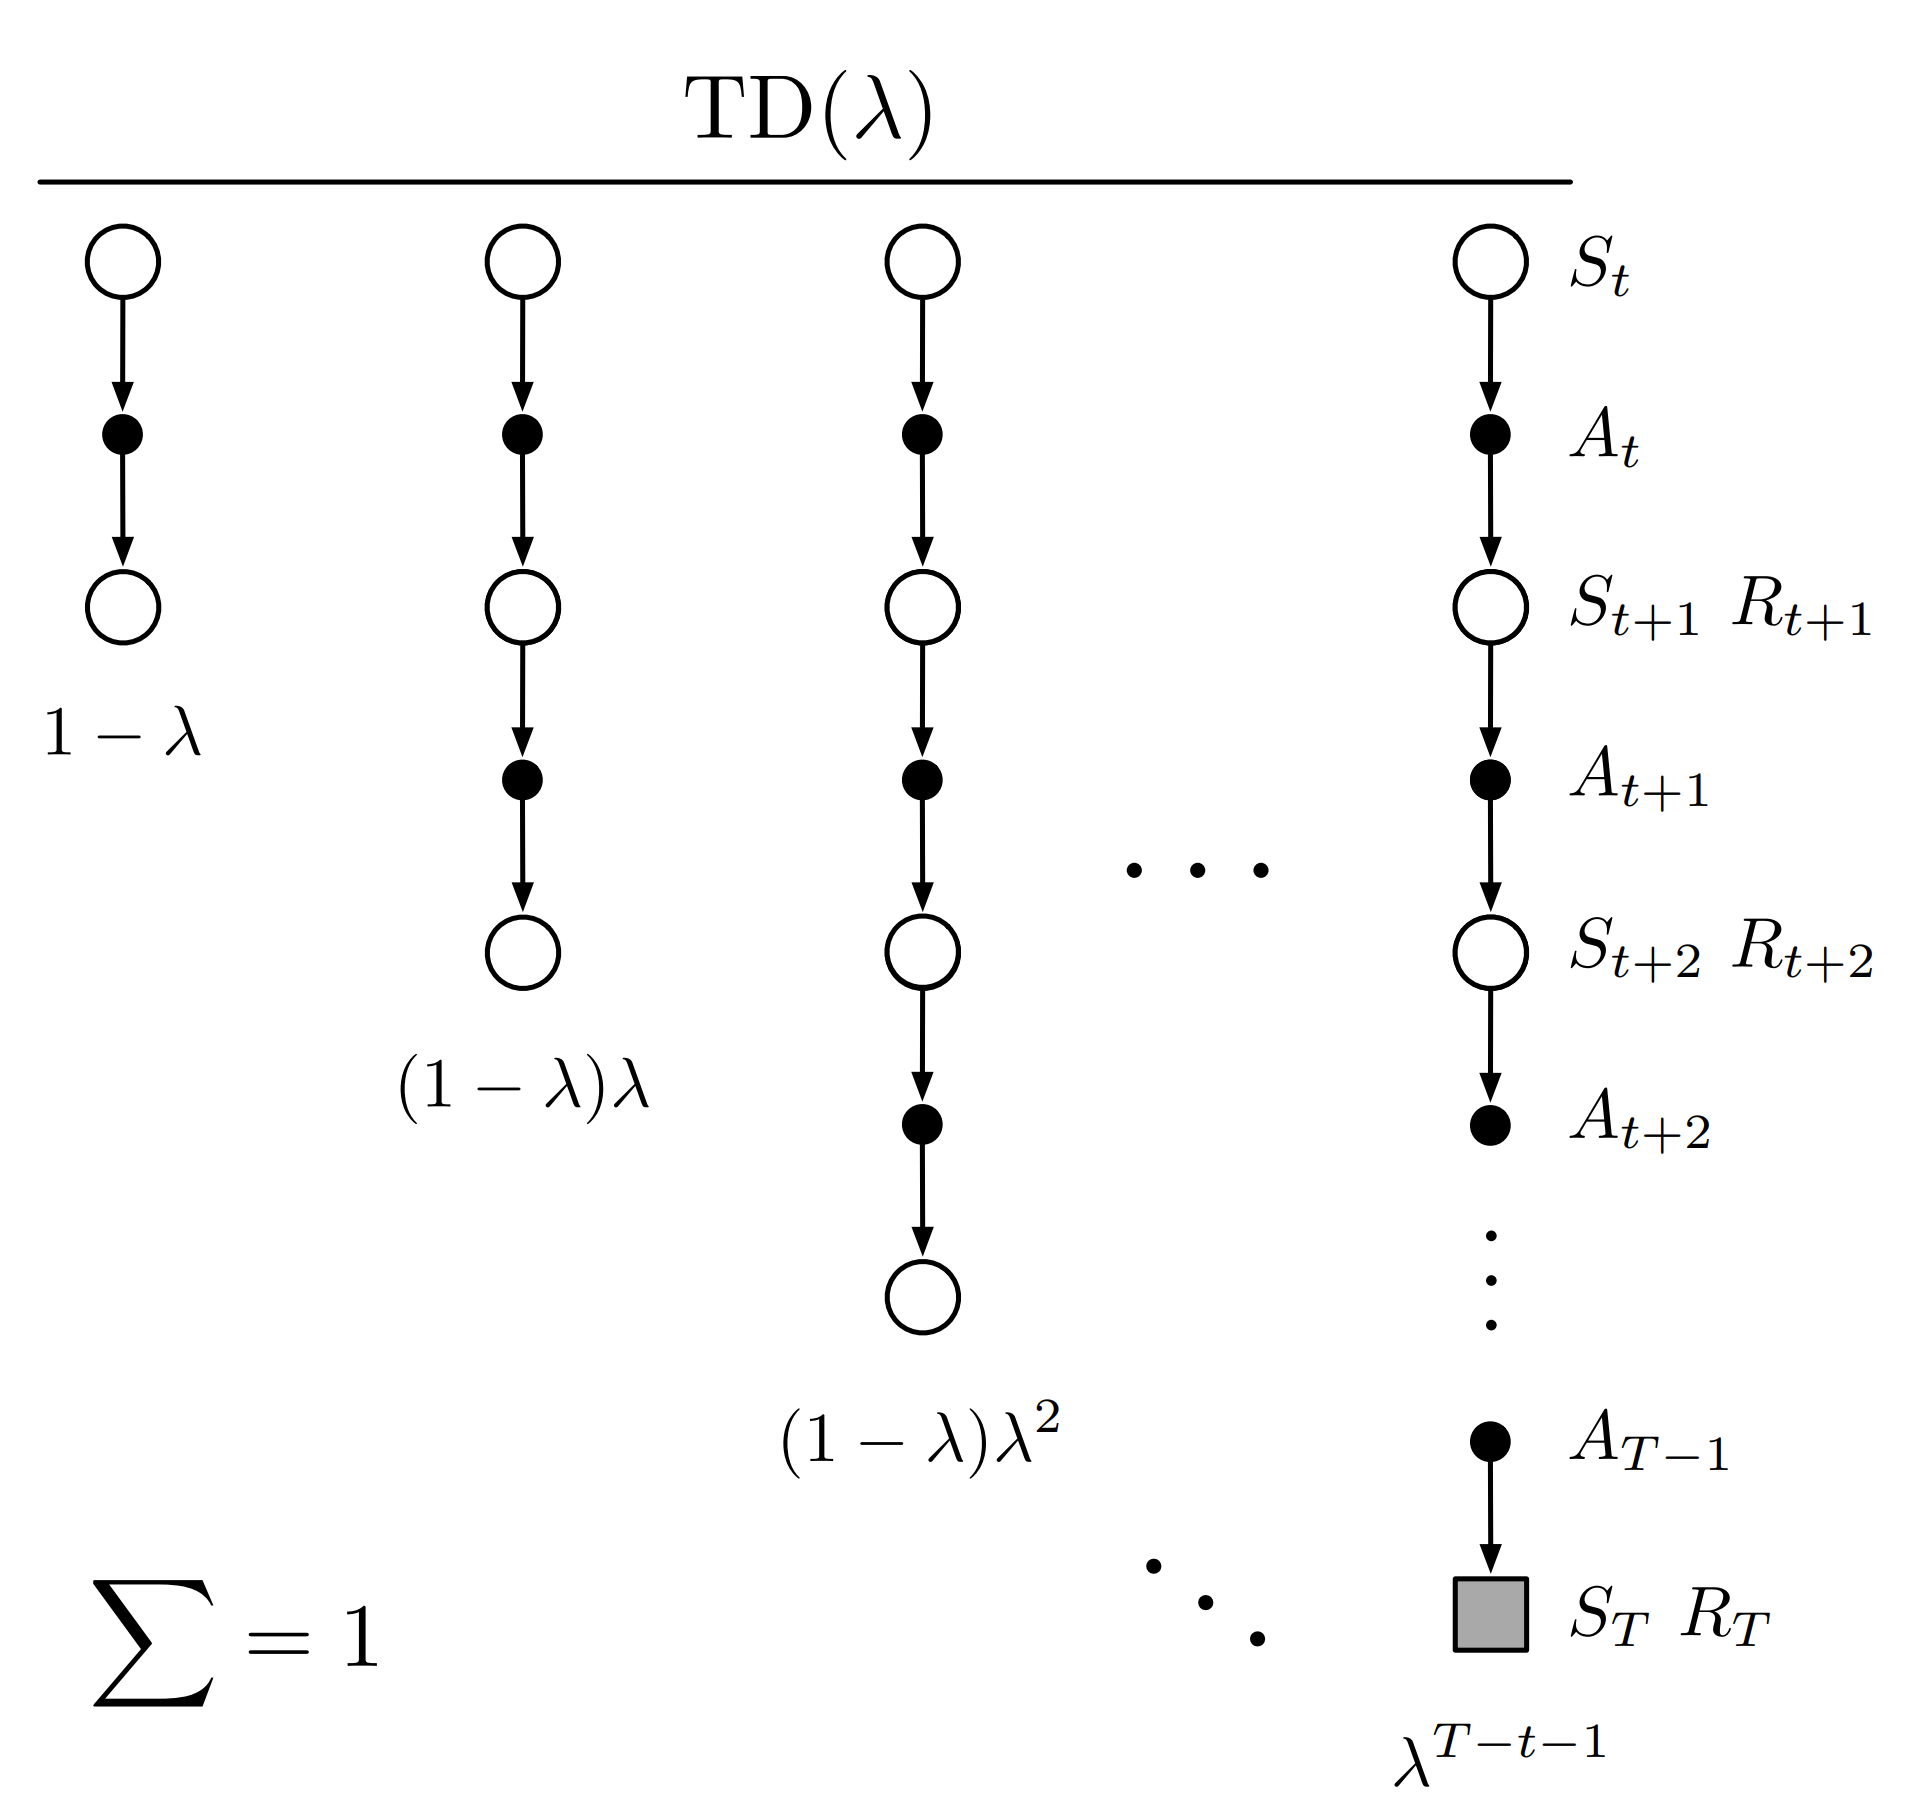 TD(λ)
S_t
A_t
S_{t+1} R_{t+1}
1 − λ
A_{t+1}
S_{t+2} R_{t+2}
(1 − λ)λ
A_{t+2}
(1 − λ)λ^2
A_{T−1}
∑ = 1
S_T R_T
λ^{T−t−1}